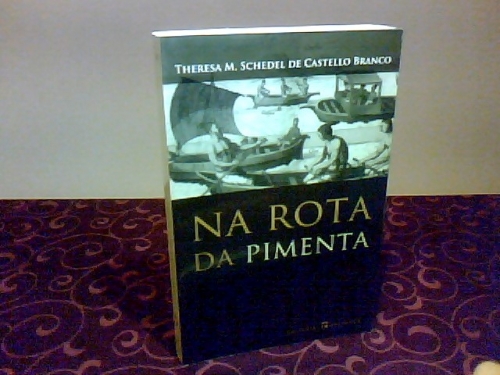 THERESA M. SCHEDEL DE CASTELLO BRANCO
NA ROTA
DA PIMENTA